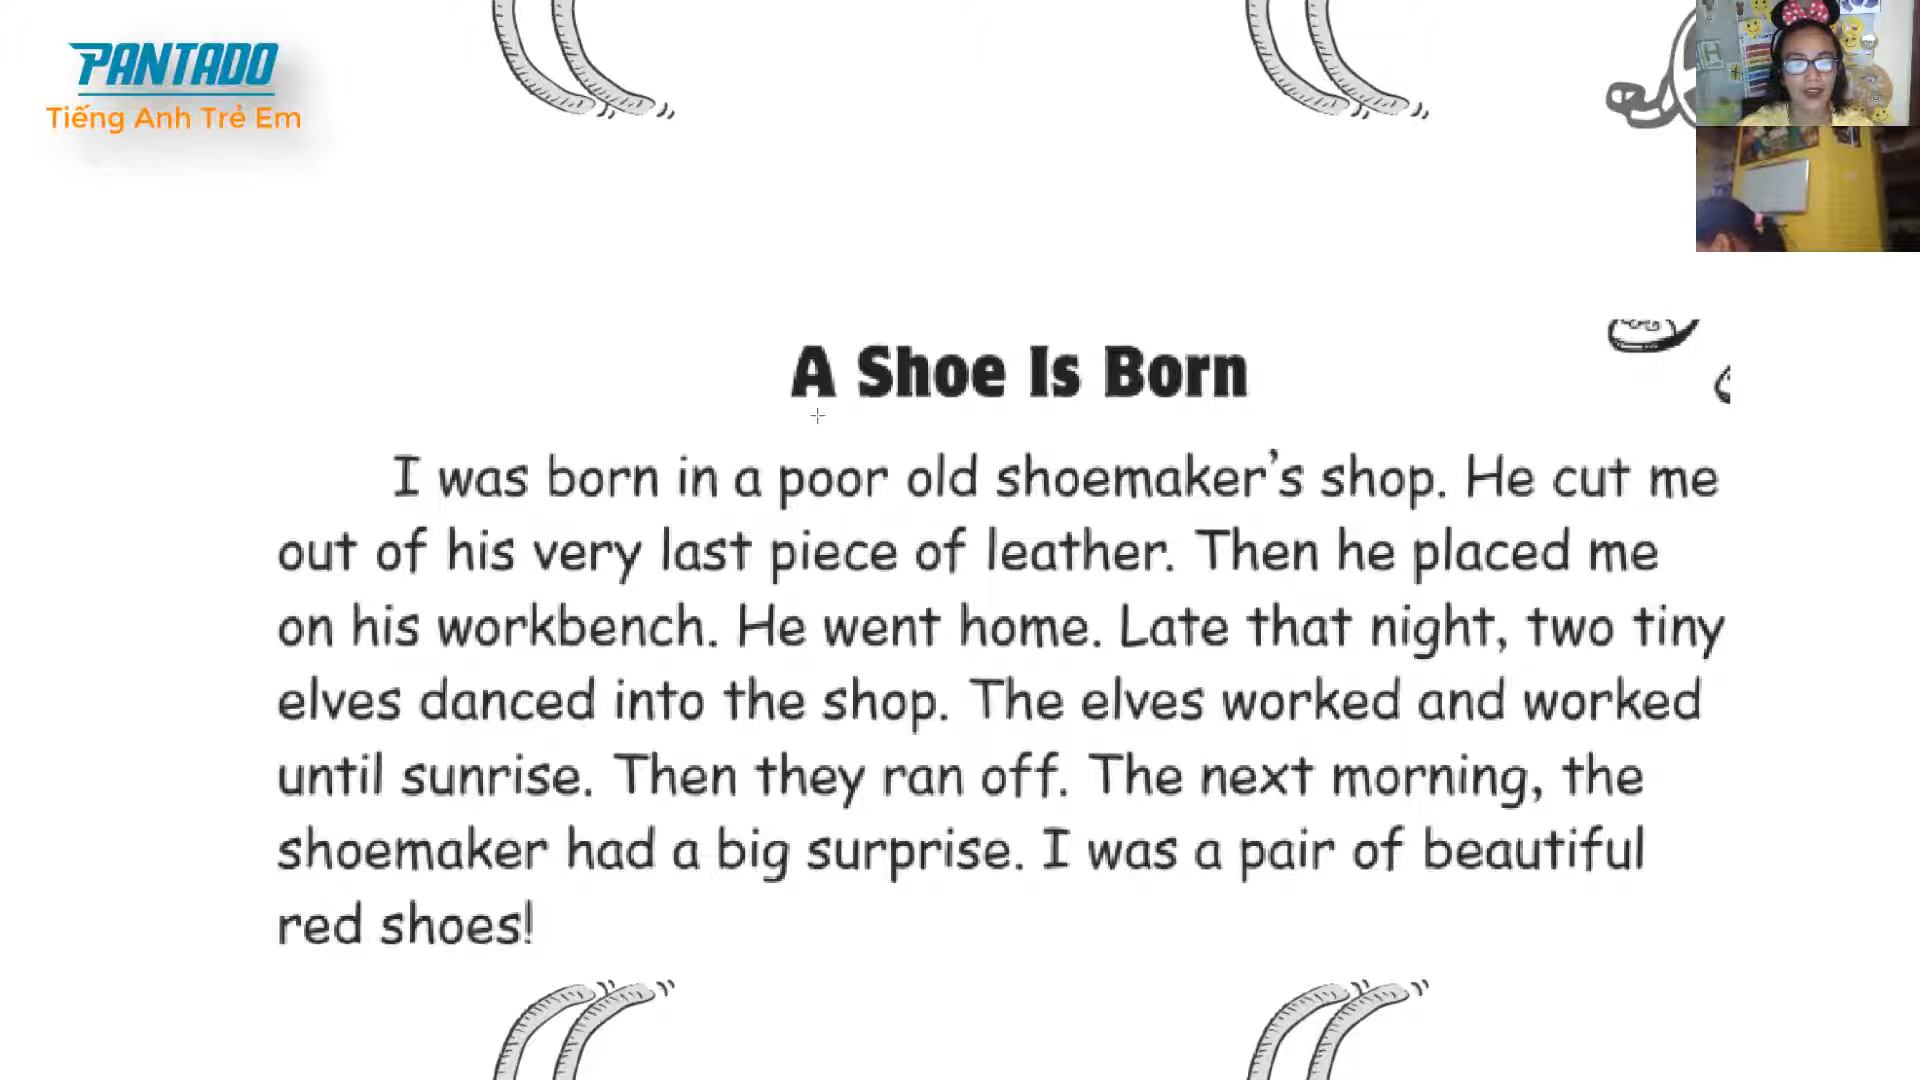 PANTADO
Tiếng Anh Trẻ Em
A Shoe Is Born
I was born in a poor old shoemaker's shop. He cut me
out of his very last piece of leather. Then he placed me
on his workbench. He went home. Late that night, two tiny
elves danced into the shop. The elves worked and worked
until sunrise. Then they ran off. The next morning, the
shoemaker had a big surprise. I was a pair of beautiful
red shoes!